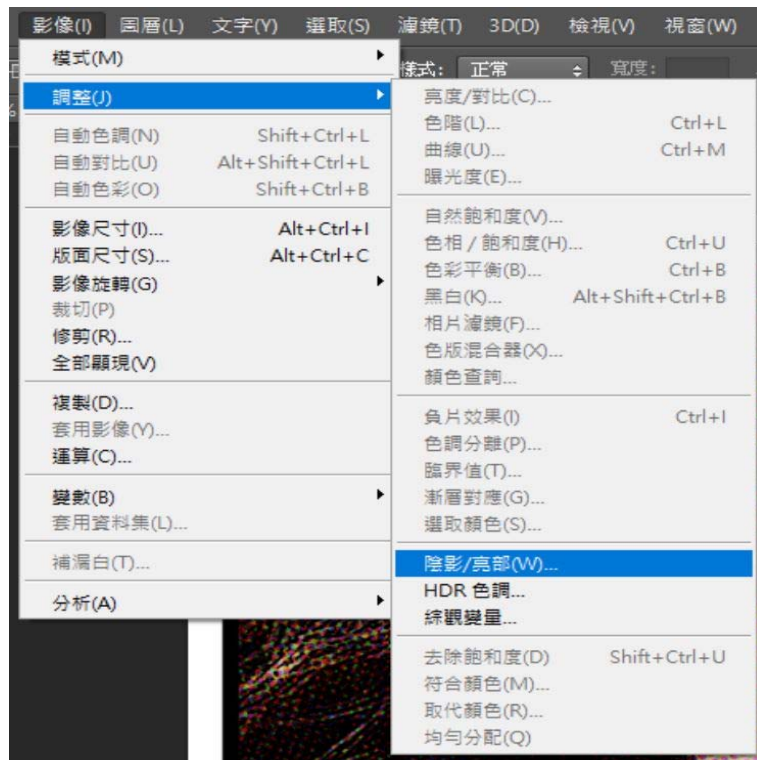 影像(I) 圖層(L) 文字(Y) 選取(S) 濾鏡(T) 3D(D) 檢視(V) 視窗(W)
樣式: 正常 寬度:
%
模式(M)
調整(J)
自動色調(N) Shift+Ctrl+L
自動對比(U) Alt+Shift+Ctrl+L
自動色彩(O) Shift+Ctrl+B
影像尺寸(I)... Alt+Ctrl+I
版面尺寸(S)... Alt+Ctrl+C
影像旋轉(G)
裁切(P)
修剪(R)...
全部顯現(V)
複製(D)...
套用影像(Y)...
運算(C)...
變數(B)
套用資料集(L)...
補漏白(T)...
分析(A)
亮度/對比(C)...
色階(L)... Ctrl+L
曲線(U)... Ctrl+M
曝光度(E)...
自然飽和度(V)...
色相 / 飽和度(H)... Ctrl+U
色彩平衡(B)... Ctrl+B
黑白(K)... Alt+Shift+Ctrl+B
相片濾鏡(F)...
色版混合器(X)...
顏色查詢...
負片效果(I) Ctrl+I
色調分離(P)...
臨界值(T)...
漸層對應(G)...
選取顏色(S)...
陰影/亮部(W)...
HDR 色調...
綜觀變量...
去除飽和度(D) Shift+Ctrl+U
符合顏色(M)...
取代顏色(R)...
均勻分配(Q)